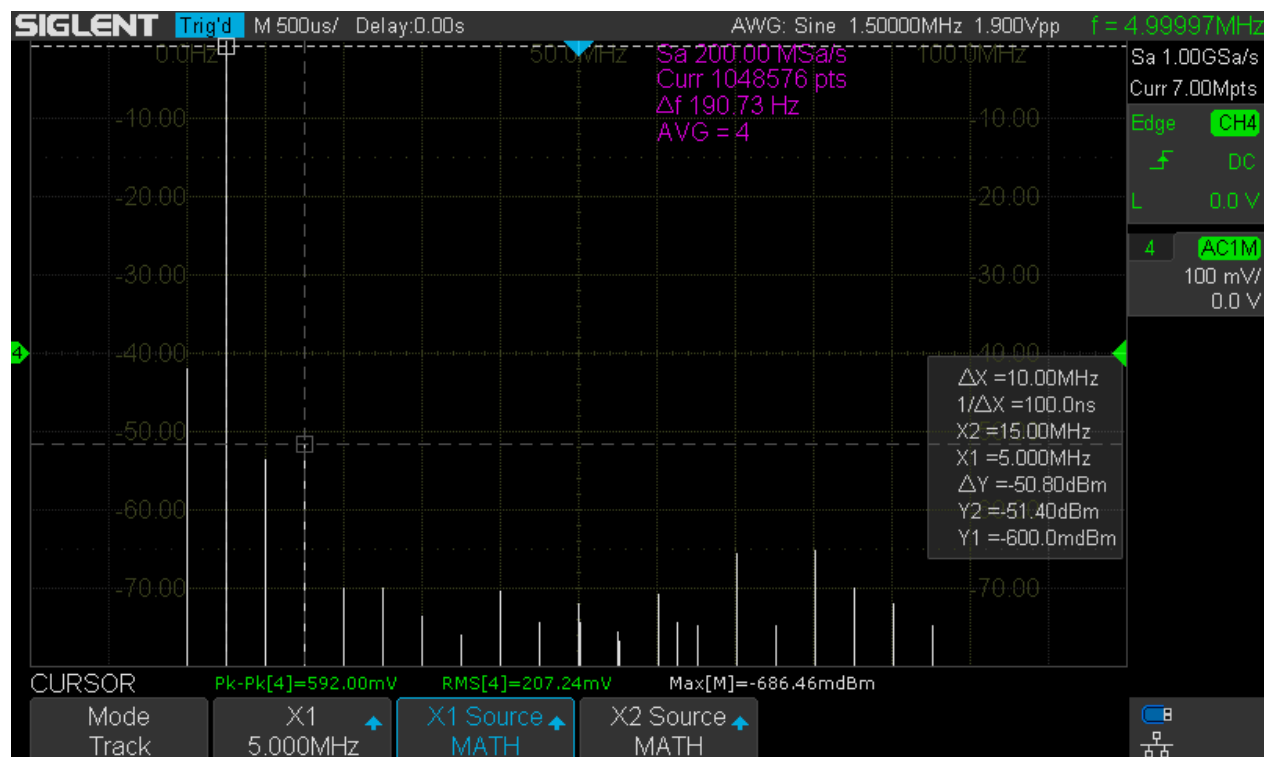 SIGLENT Trig'd M 500us/ Delay:0.00s AWG: Sine 1.50000MHz 1.900Vpp f = 4.99997MHz
0.0Hz 50.0MHz 100.0MHz
Sa 200.00 MSa/s
Curr 1048576 pts
Δf 190.73 Hz
AVG = 4
Sa 1.00GSa/s
Curr 7.00Mpts
Edge CH4
DC
L 0.0 V
4 AC1M
100 mV/
0.0 V
-10.00 -10.00
-20.00 -20.00
-30.00 -30.00
-40.00 -40.00
-50.00
-60.00
-70.00 -70.00
4
ΔX =10.00MHz
1/ΔX =100.0ns
X2 =15.00MHz
X1 =5.000MHz
ΔY =-50.80dBm
Y2 =-51.40dBm
Y1 =-600.0mdBm
CURSOR Pk-Pk[4]=592.00mV RMS[4]=207.24mV Max[M]=-686.46mdBm
Mode
Track
X1
5.000MHz
X1 Source
MATH
X2 Source
MATH